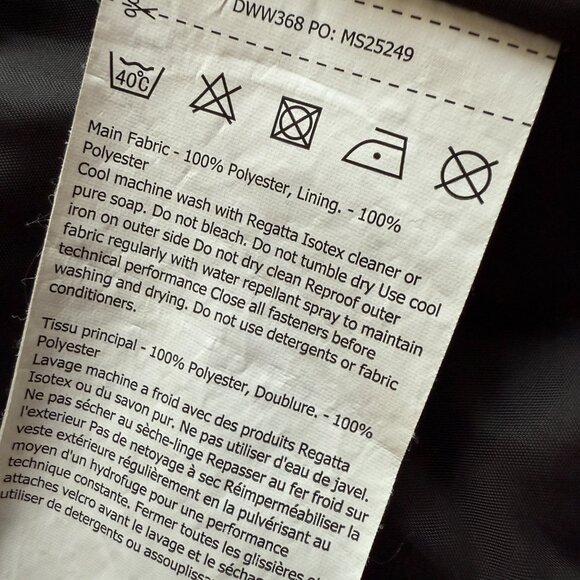 DWW368 PO: MS25249
40°C
Main Fabric - 100% Polyester, Lining. - 100%
Polyester
Cool machine wash with Regatta Isotex cleaner or
pure soap. Do not bleach. Do not tumble dry Use cool
iron on outer side Do not dry clean Reproof outer
fabric regularly with water repellant spray to maintain
technical performance Close all fasteners before
washing and drying. Do not use detergents or fabric
conditioners.
Tissu principal - 100% Polyester, Doublure. - 100%
Polyester
Lavage machine a froid avec des produits Regatta
Isotex ou du savon pur. Ne pas utiliser d'eau de javel.
Ne pas sécher au sèche-linge Repasser au fer froid sur
l'exterieur Pas de nettoyage à sec Réimperméabiliser la
veste extérieure régulièrement en la pulvérisant au
moyen d'un hydrofuge pour une performance
technique constante. Fermer toutes les glissières
attaches velcro avant le lavage et le
utiliser de detergents ou